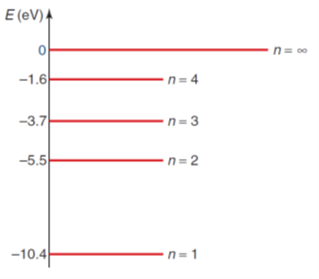 E (eV)
0 n = ∞
−1.6 n = 4
−3.7 n = 3
−5.5 n = 2
−10.4 n = 1